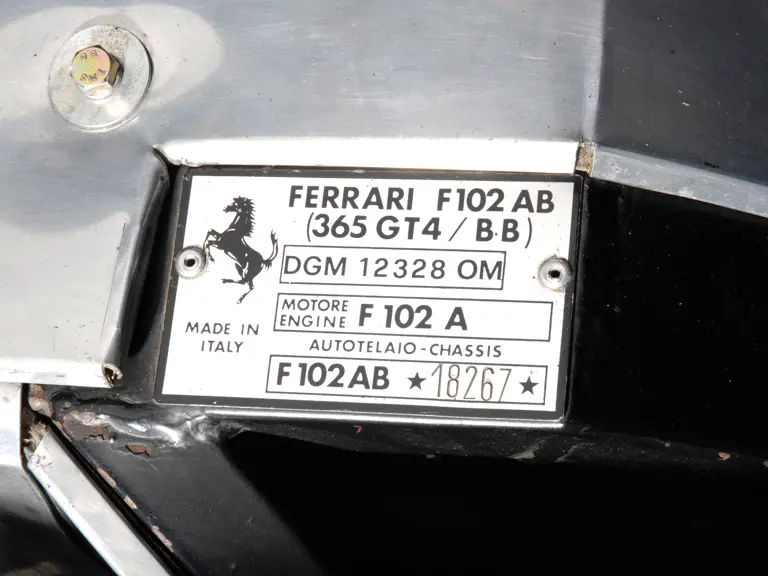 FERRARI F102 AB
(365 GT4 / B.B)
DGM 12328 OM
MOTORE
ENGINE F 102 A
MADE IN
ITALY
AUTOTELAIO-CHASSIS
F102AB ★18267★